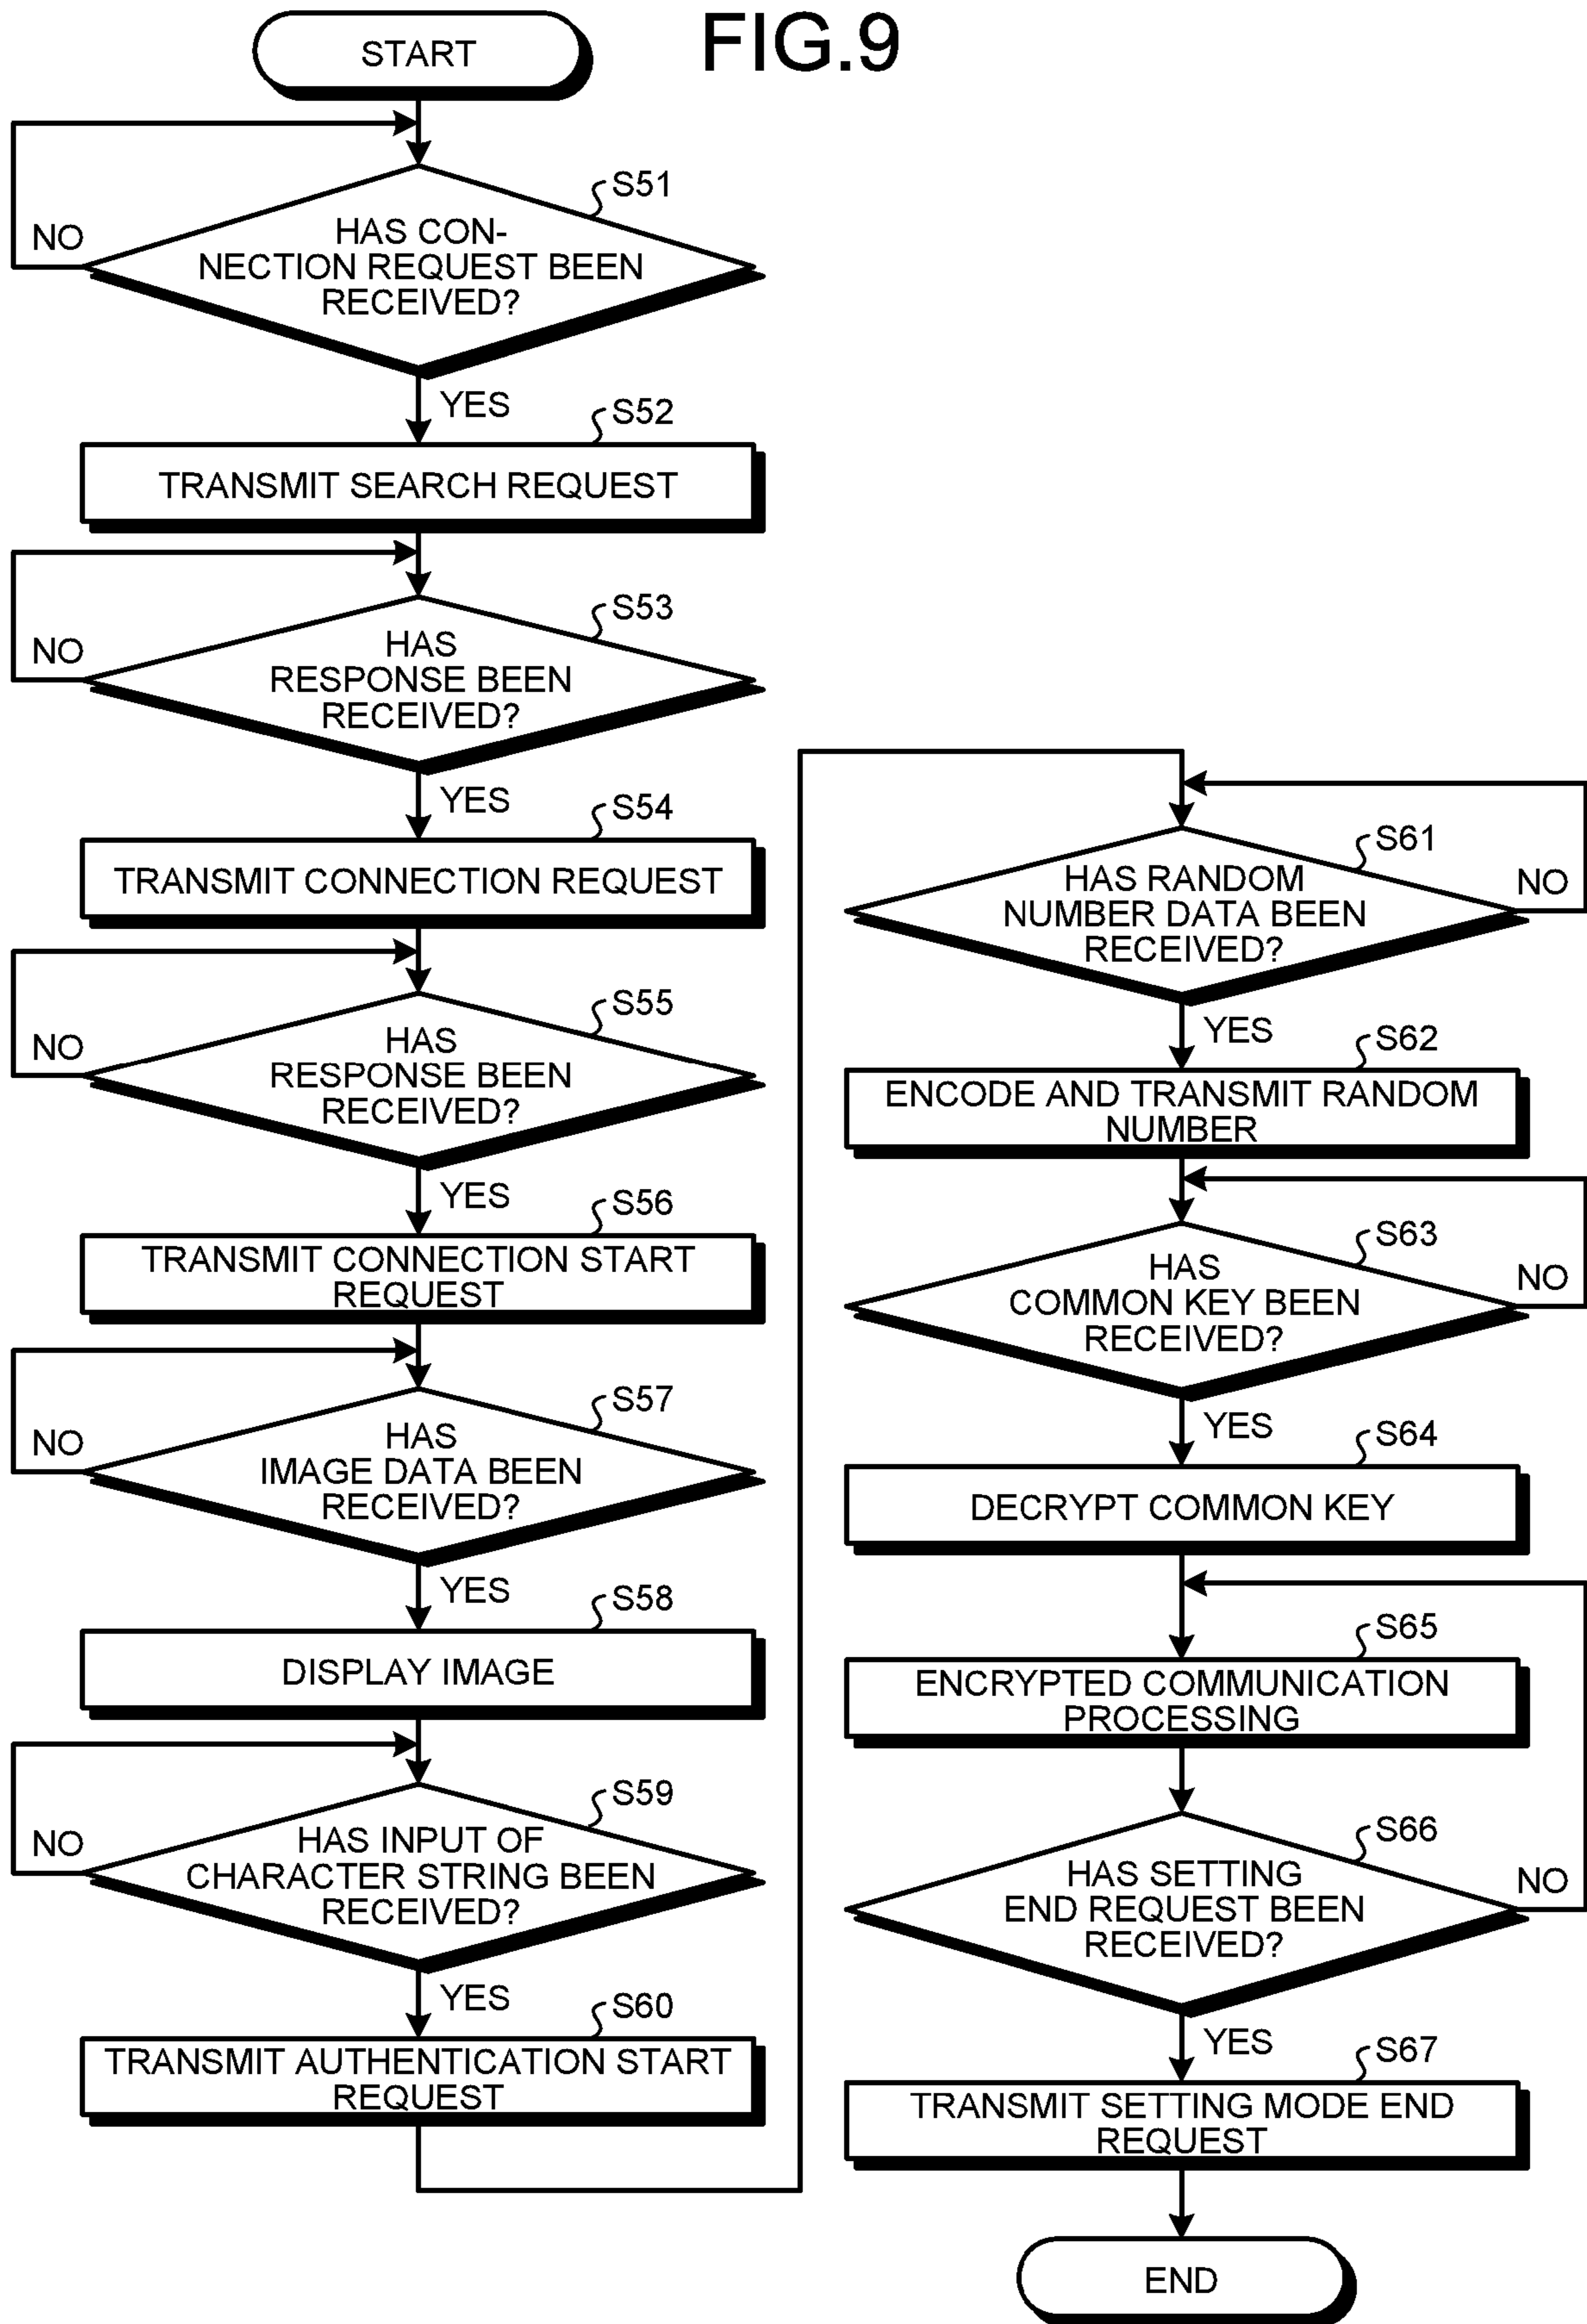 FIG.9
START
S51
HAS CON-
NECTION REQUEST BEEN
RECEIVED?
NO
YES
S52
TRANSMIT SEARCH REQUEST
S53
HAS
RESPONSE BEEN
RECEIVED?
NO
YES
S54
TRANSMIT CONNECTION REQUEST
S55
HAS
RESPONSE BEEN
RECEIVED?
NO
YES
S56
TRANSMIT CONNECTION START
REQUEST
S57
HAS
IMAGE DATA BEEN
RECEIVED?
NO
YES
S58
DISPLAY IMAGE
S59
HAS INPUT OF
CHARACTER STRING BEEN
RECEIVED?
NO
YES
S60
TRANSMIT AUTHENTICATION START
REQUEST
S61
HAS RANDOM
NUMBER DATA BEEN
RECEIVED?
NO
YES
S62
ENCODE AND TRANSMIT RANDOM
NUMBER
S63
HAS
COMMON KEY BEEN
RECEIVED?
NO
YES
S64
DECRYPT COMMON KEY
S65
ENCRYPTED COMMUNICATION
PROCESSING
S66
HAS SETTING
END REQUEST BEEN
RECEIVED?
NO
YES
S67
TRANSMIT SETTING MODE END
REQUEST
END